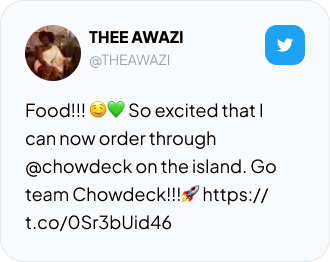 THEE AWAZI
@THEAWAZI
Food!!! 😋💚 So excited that I
can now order through
@chowdeck on the island. Go
team Chowdeck!!!🚀 https://
t.co/0Sr3bUid46